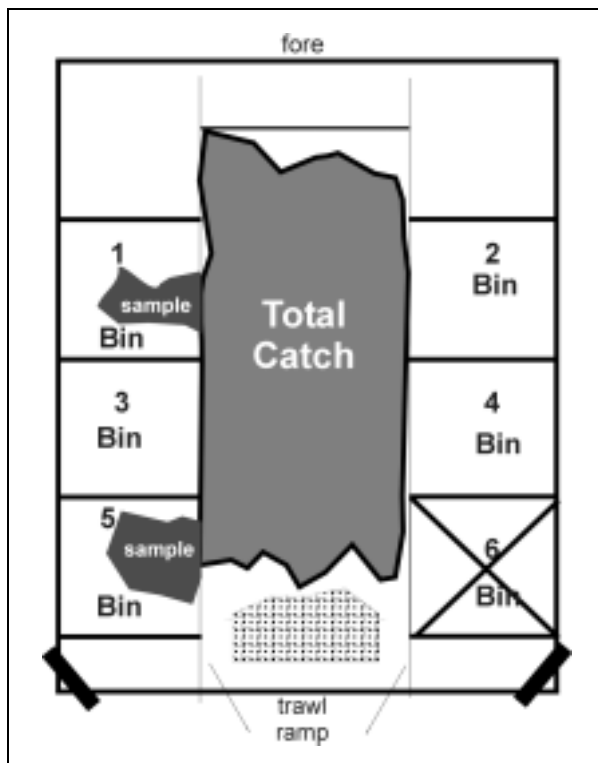 fore
1
sample
Bin
2
Bin
Total
Catch
3
Bin
4
Bin
5
sample
Bin
6
Bin
trawl
ramp